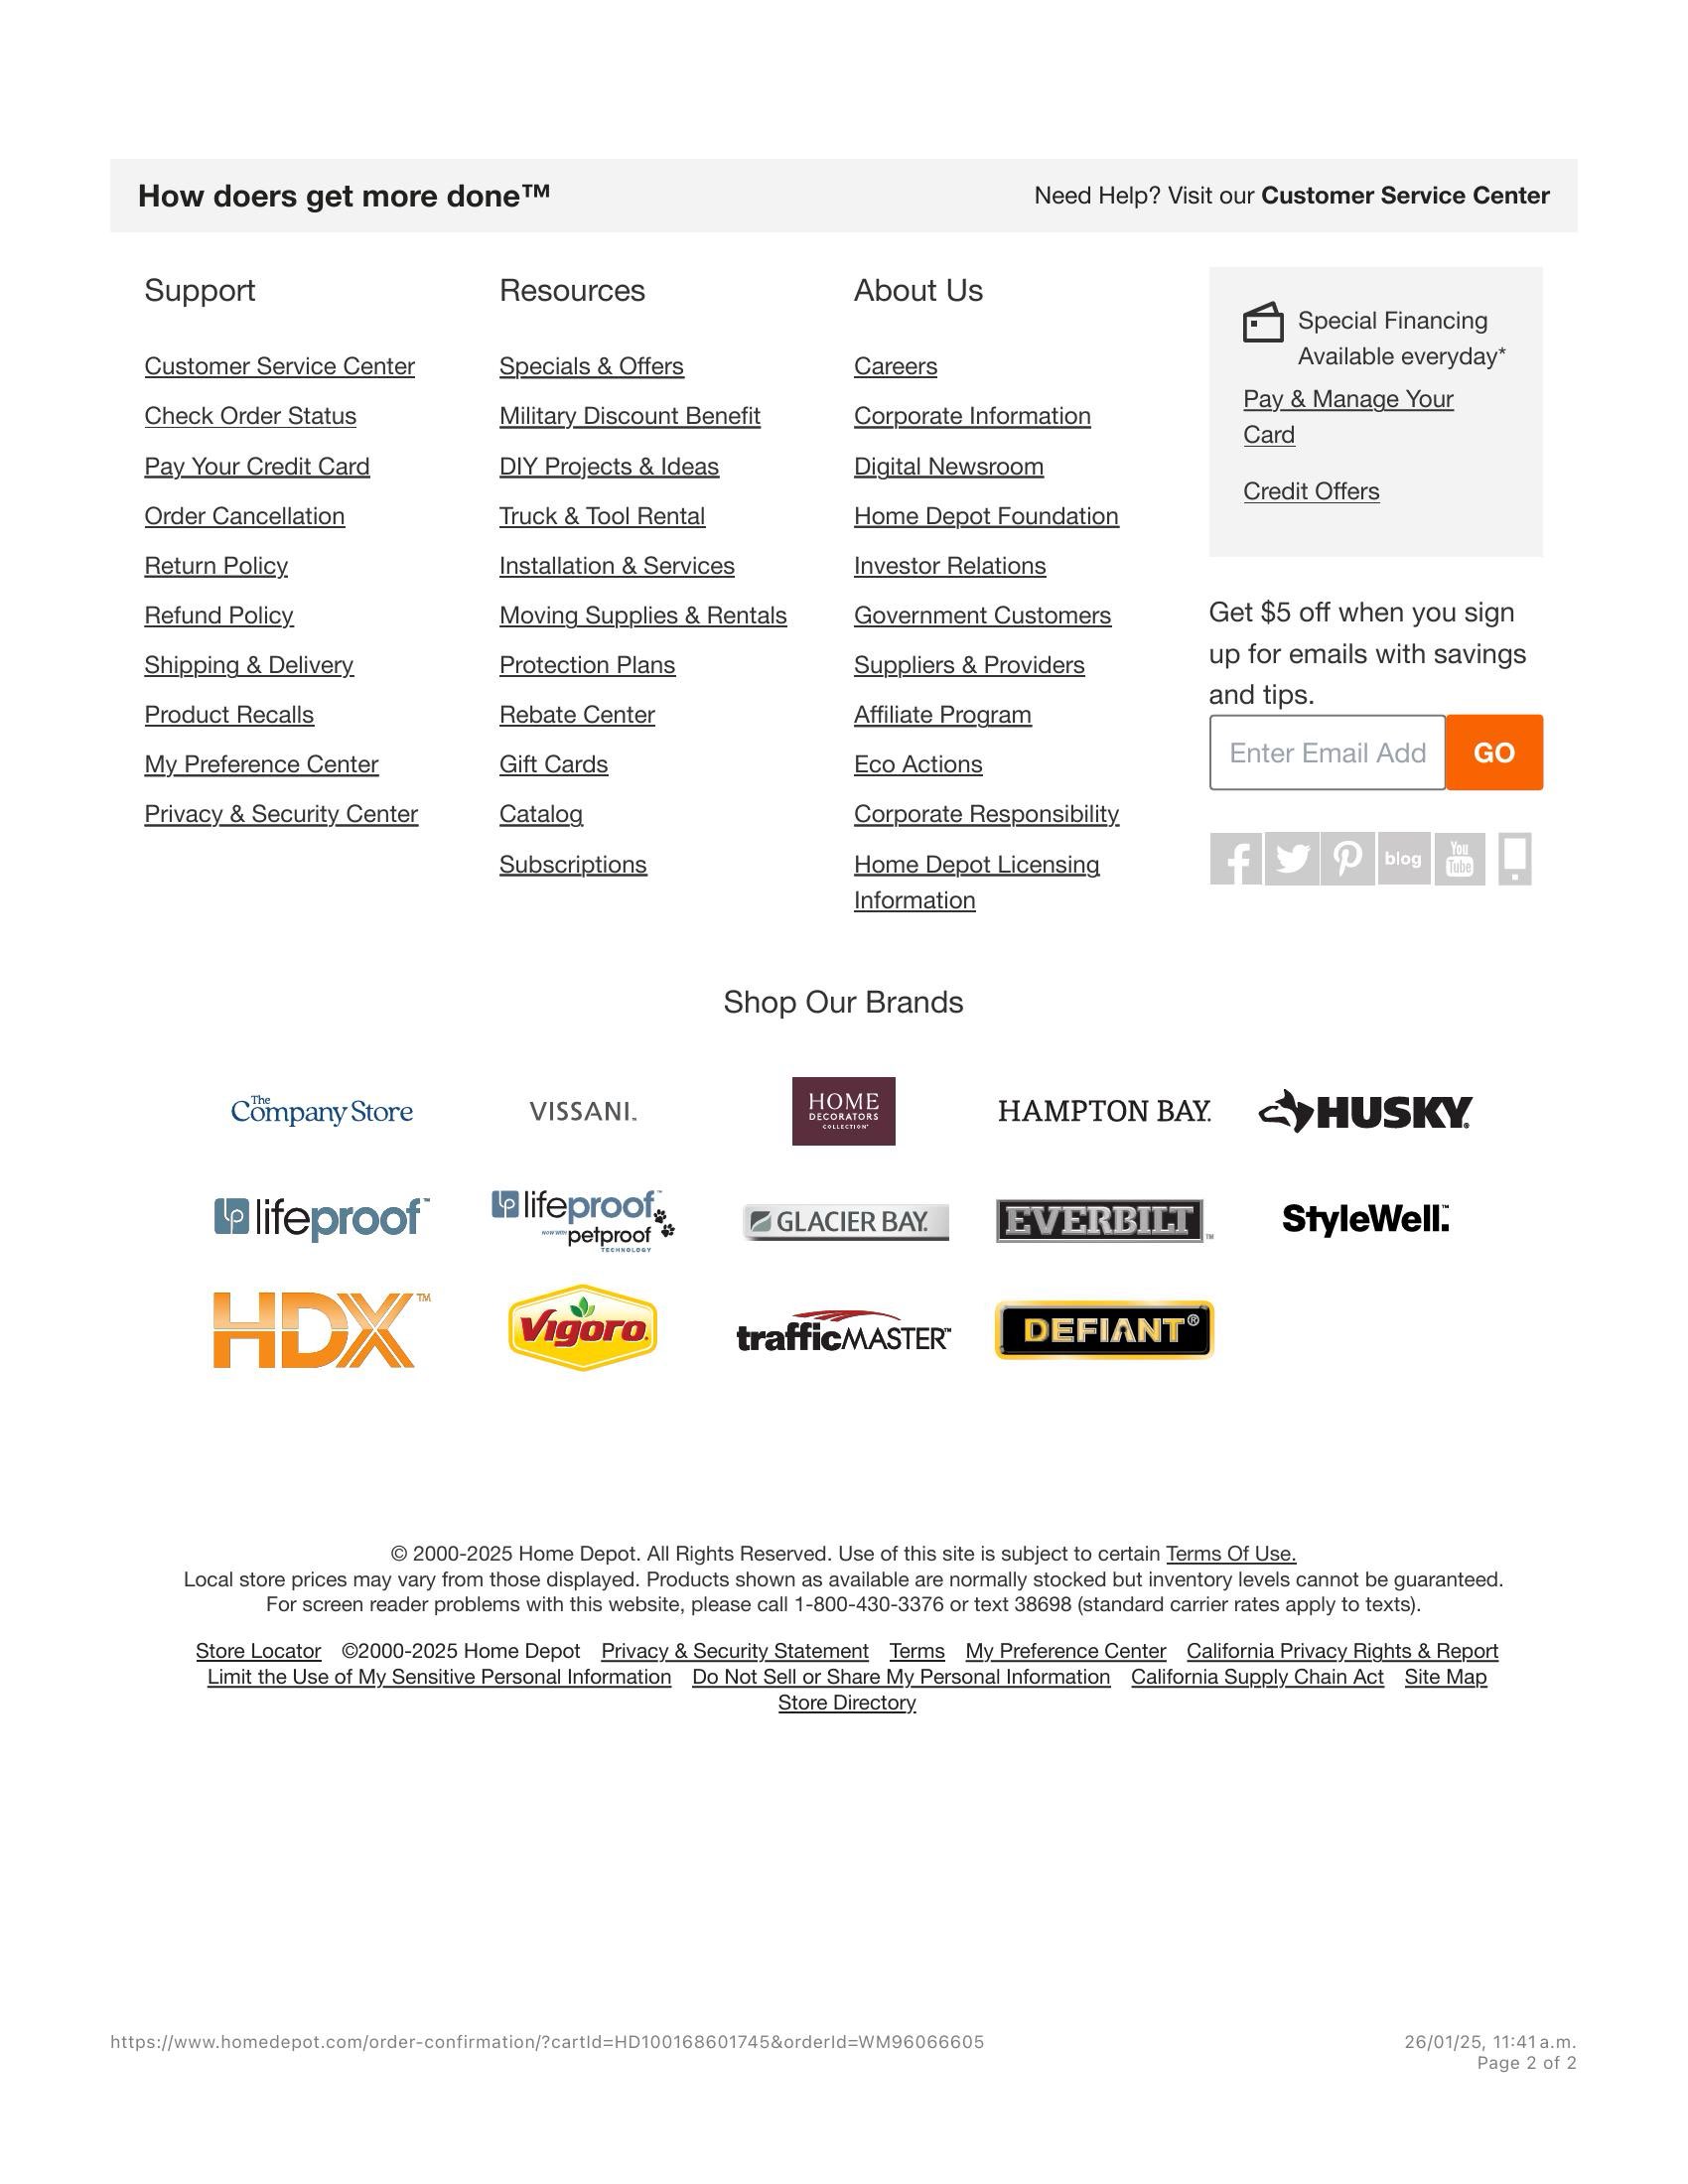 How doers get more done™
Need Help? Visit our Customer Service Center
Support
Customer Service Center
Check Order Status
Pay Your Credit Card
Order Cancellation
Return Policy
Refund Policy
Shipping & Delivery
Product Recalls
My Preference Center
Privacy & Security Center
Resources
Specials & Offers
Military Discount Benefit
DIY Projects & Ideas
Truck & Tool Rental
Installation & Services
Moving Supplies & Rentals
Protection Plans
Rebate Center
Gift Cards
Catalog
Subscriptions
About Us
Careers
Corporate Information
Digital Newsroom
Home Depot Foundation
Investor Relations
Government Customers
Suppliers & Providers
Affiliate Program
Eco Actions
Corporate Responsibility
Home Depot Licensing
Information
Special Financing
Available everyday*
Pay & Manage Your
Card
Credit Offers
Get $5 off when you sign
up for emails with savings
and tips.
Enter Email Add
GO
blog
You
Tube
Shop Our Brands
The
Company Store
VISSANI™
HOME
DECORATORS
COLLECTION®
HAMPTON BAY®
HUSKY®
lifeproof™
lifeproof™
NOW WITH petproof
TECHNOLOGY
GLACIER BAY®
EVERBILT™
StyleWell™
HDX™
Vigoro®
trafficMASTER™
DEFIANT®
© 2000-2025 Home Depot. All Rights Reserved. Use of this site is subject to certain Terms Of Use.
Local store prices may vary from those displayed. Products shown as available are normally stocked but inventory levels cannot be guaranteed.
For screen reader problems with this website, please call 1-800-430-3376 or text 38698 (standard carrier rates apply to texts).
Store Locator ©2000-2025 Home Depot Privacy & Security Statement Terms My Preference Center California Privacy Rights & Report
Limit the Use of My Sensitive Personal Information Do Not Sell or Share My Personal Information California Supply Chain Act Site Map
Store Directory
https://www.homedepot.com/order-confirmation/?cartId=HD100168601745&orderId=WM96066605
26/01/25, 11:41 a.m.
Page 2 of 2